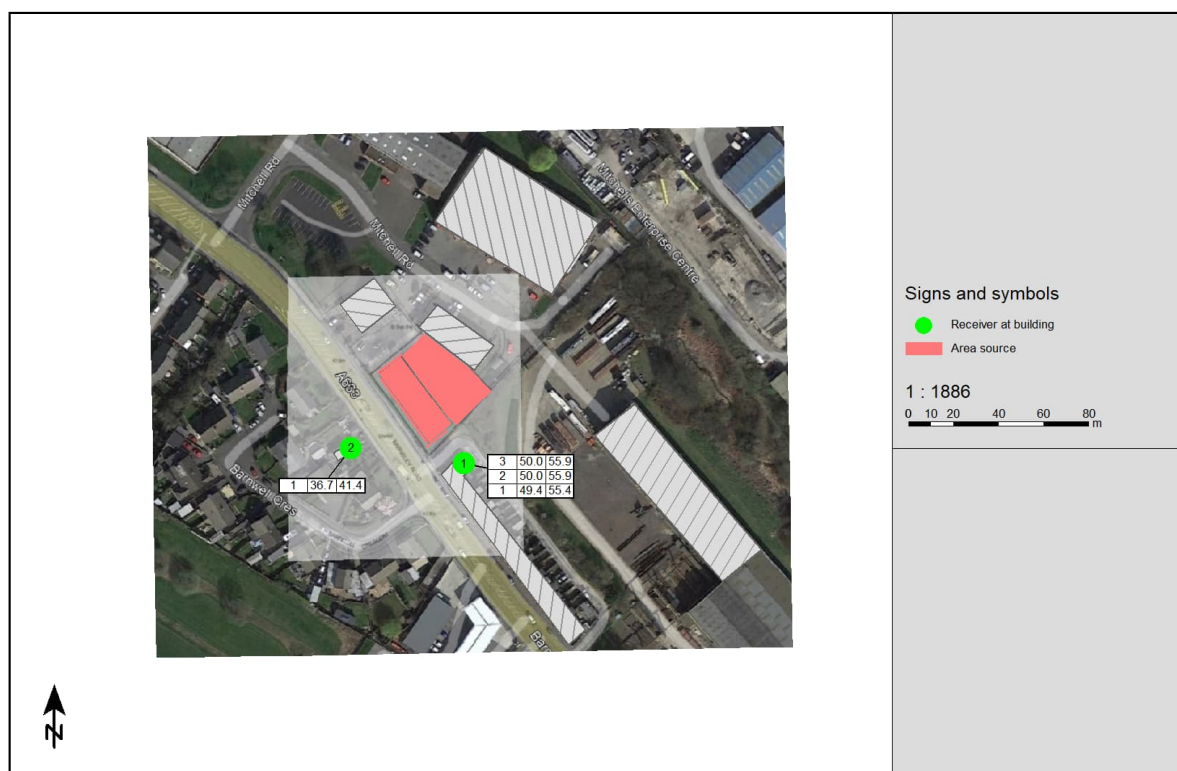 Mitchell Rd
Mitchell Rd
Mitchells Enterprise Centre
A633
2
1 36.7 41.4
1
3 50.0 55.9
2 50.0 55.9
1 49.4 55.4
Barnwell Cres
Bar
Signs and symbols
Receiver at building
Area source
1 : 1886
0 10 20 40 60 80
m
N